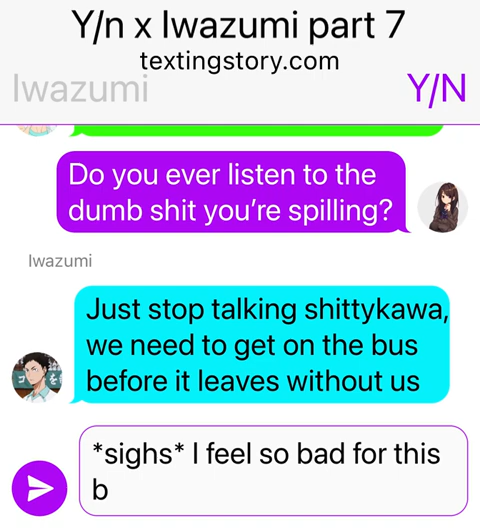 Y/n x Iwazumi part 7
textingstory.com
Iwazumi
Y/N
Do you ever listen to the
dumb shit you're spilling?
Iwazumi
Just stop talking shittykawa,
we need to get on the bus
before it leaves without us
*sighs* I feel so bad for this
b